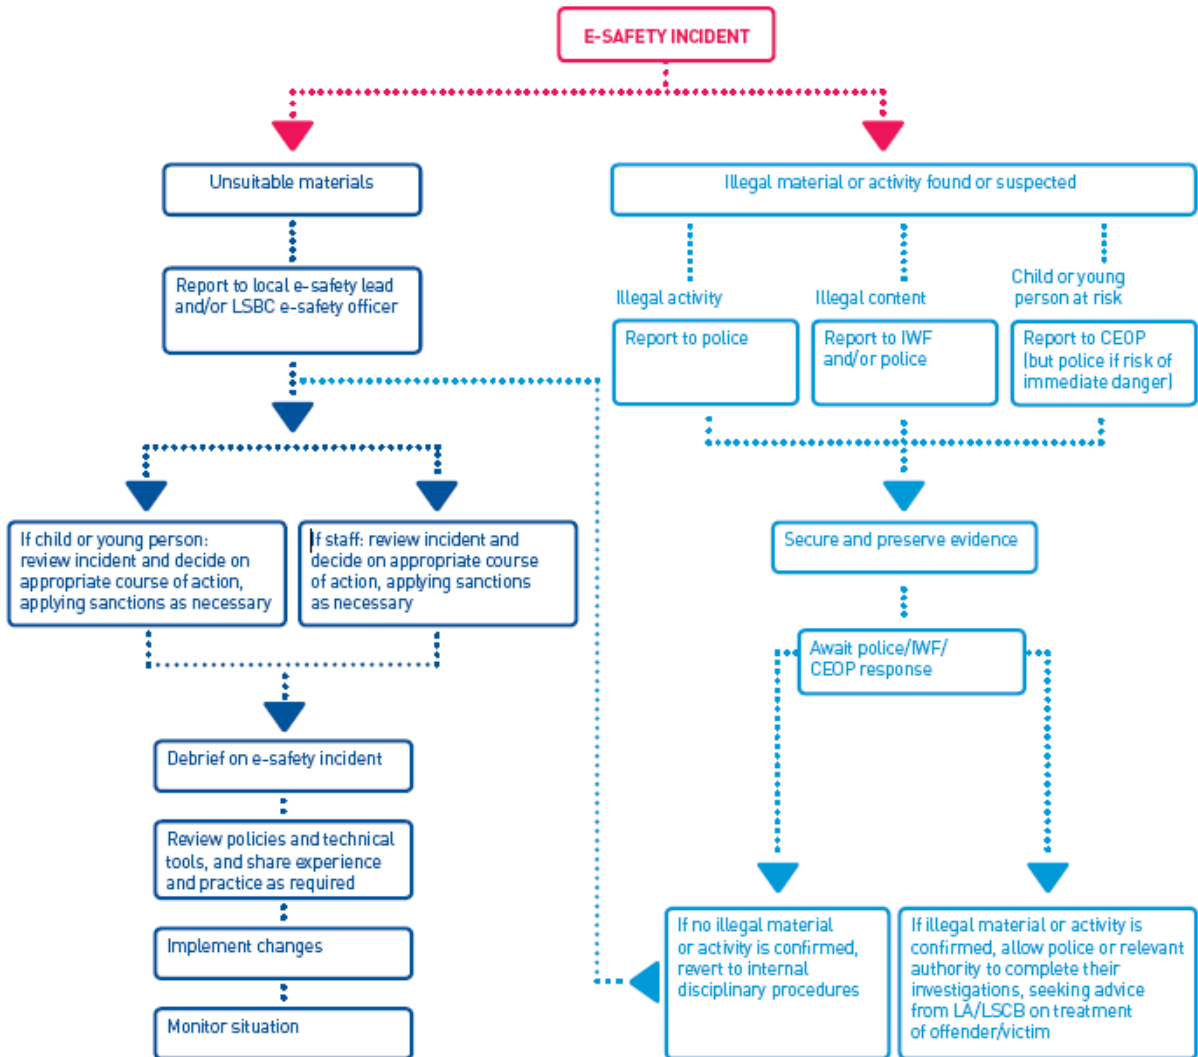 E-SAFETY INCIDENT
Unsuitable materials
Illegal material or activity found or suspected
Report to local e-safety lead
and/or LSBC e-safety officer
Illegal activity
Illegal content
Child or young
person at risk
Report to police
Report to IWF
and/or police
Report to CEOP
(but police if risk of
immediate danger)
If child or young person:
review incident and decide on
appropriate course of action,
applying sanctions as necessary
If staff: review incident and
decide on appropriate course
of action, applying sanctions
as necessary
Secure and preserve evidence
Await police/IWF/
CEOP response
Debrief on e-safety incident
Review policies and technical
tools, and share experience
and practice as required
Implement changes
Monitor situation
If no illegal material
or activity is confirmed,
revert to internal
disciplinary procedures
If illegal material or activity is
confirmed, allow police or relevant
authority to complete their
investigations, seeking advice
from LA/LSCB on treatment
of offender/victim